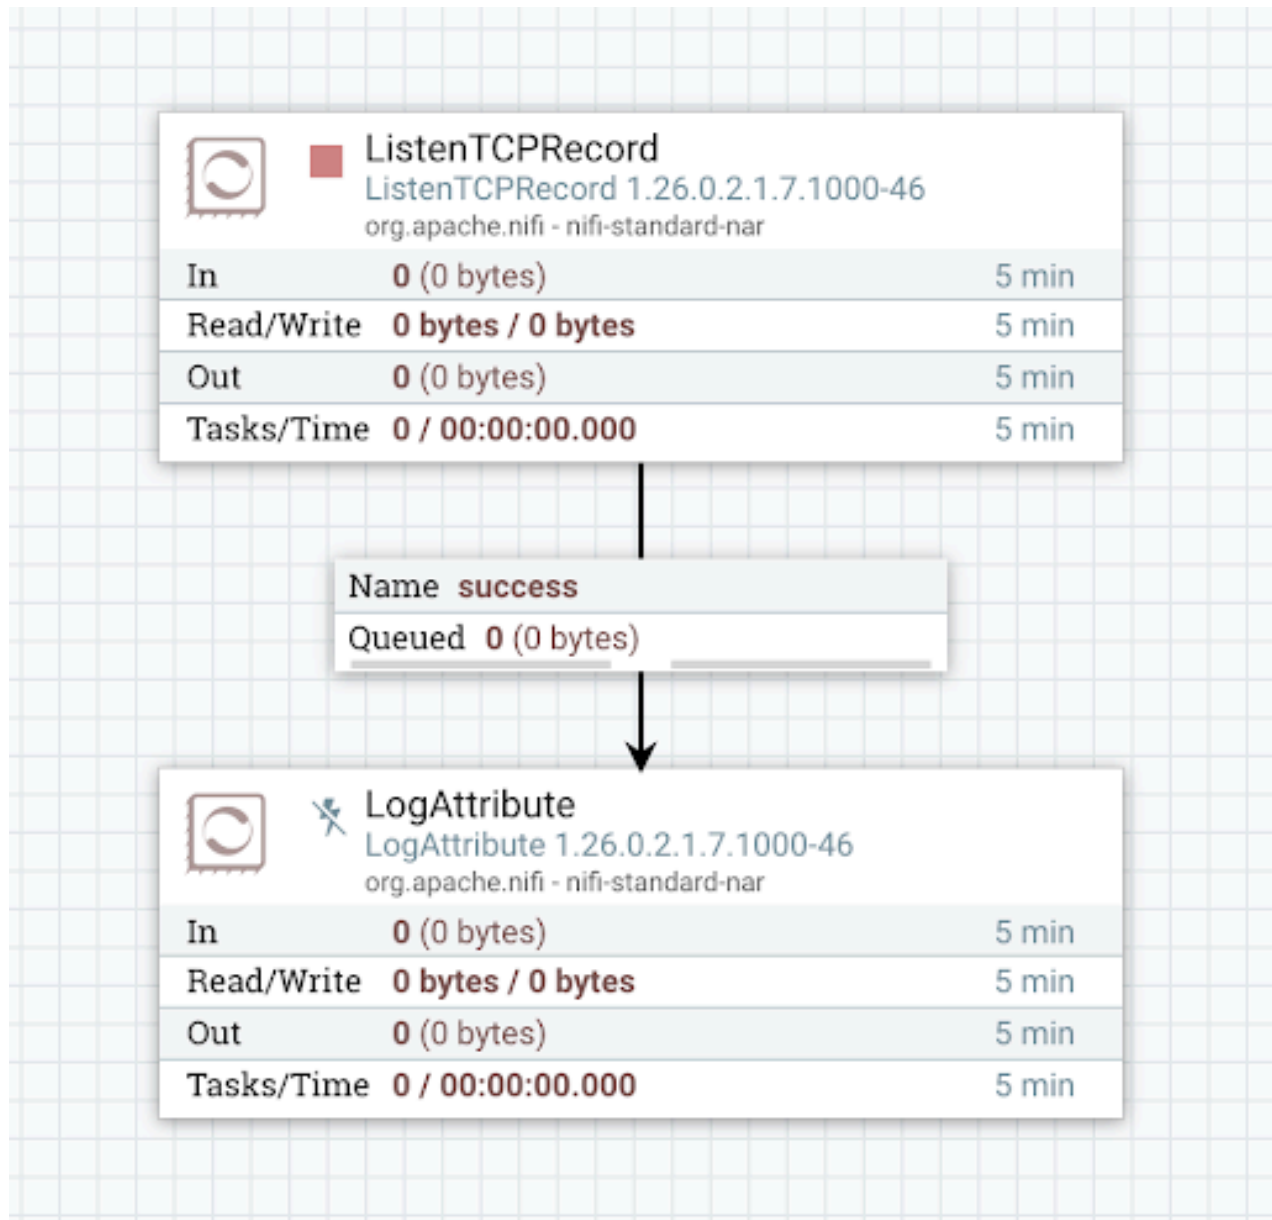 ListenTCPRecord
ListenTCPRecord 1.26.0.2.1.7.1000-46
org.apache.nifi - nifi-standard-nar
In 0 (0 bytes) 5 min
Read/Write 0 bytes / 0 bytes 5 min
Out 0 (0 bytes) 5 min
Tasks/Time 0 / 00:00:00.000 5 min
Name success
Queued 0 (0 bytes)
LogAttribute
LogAttribute 1.26.0.2.1.7.1000-46
org.apache.nifi - nifi-standard-nar
In 0 (0 bytes) 5 min
Read/Write 0 bytes / 0 bytes 5 min
Out 0 (0 bytes) 5 min
Tasks/Time 0 / 00:00:00.000 5 min